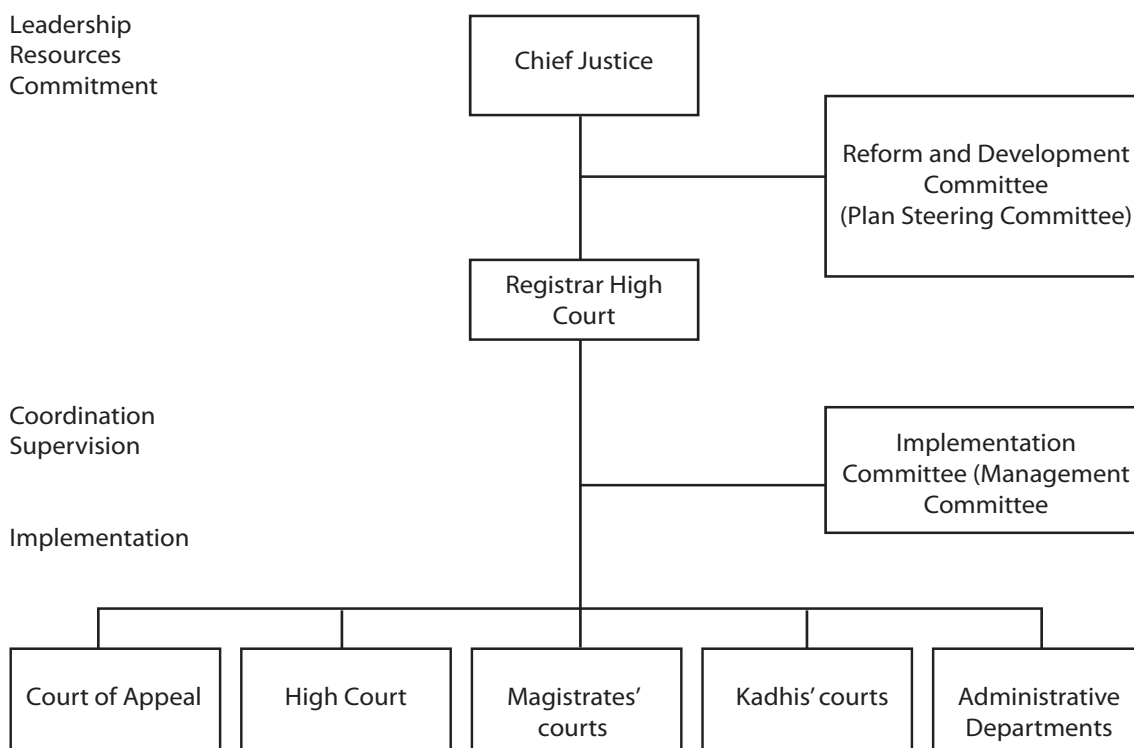 Leadership
Resources
Commitment
Chief Justice
Reform and Development
Committee
(Plan Steering Committee)
Registrar High
Court
Coordination
Supervision
Implementation
Committee (Management
Committee
Implementation
Court of Appeal
High Court
Magistrates’
courts
Kadhis’ courts
Administrative
Departments